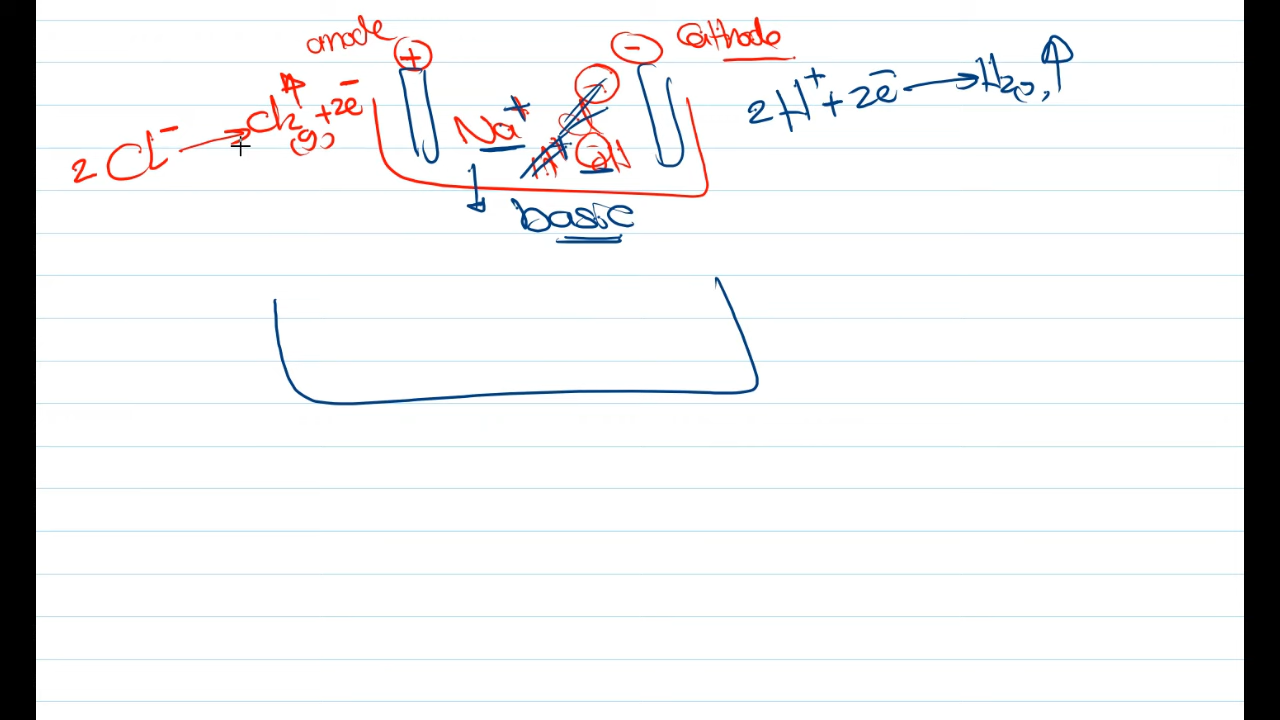 anode + - Cathode
2Cl⁻ → Cl₂(g)↑ + 2e⁻
Na⁺ H⁺ OH
2H⁺ + 2e⁻ → H₂(g)↑
basic